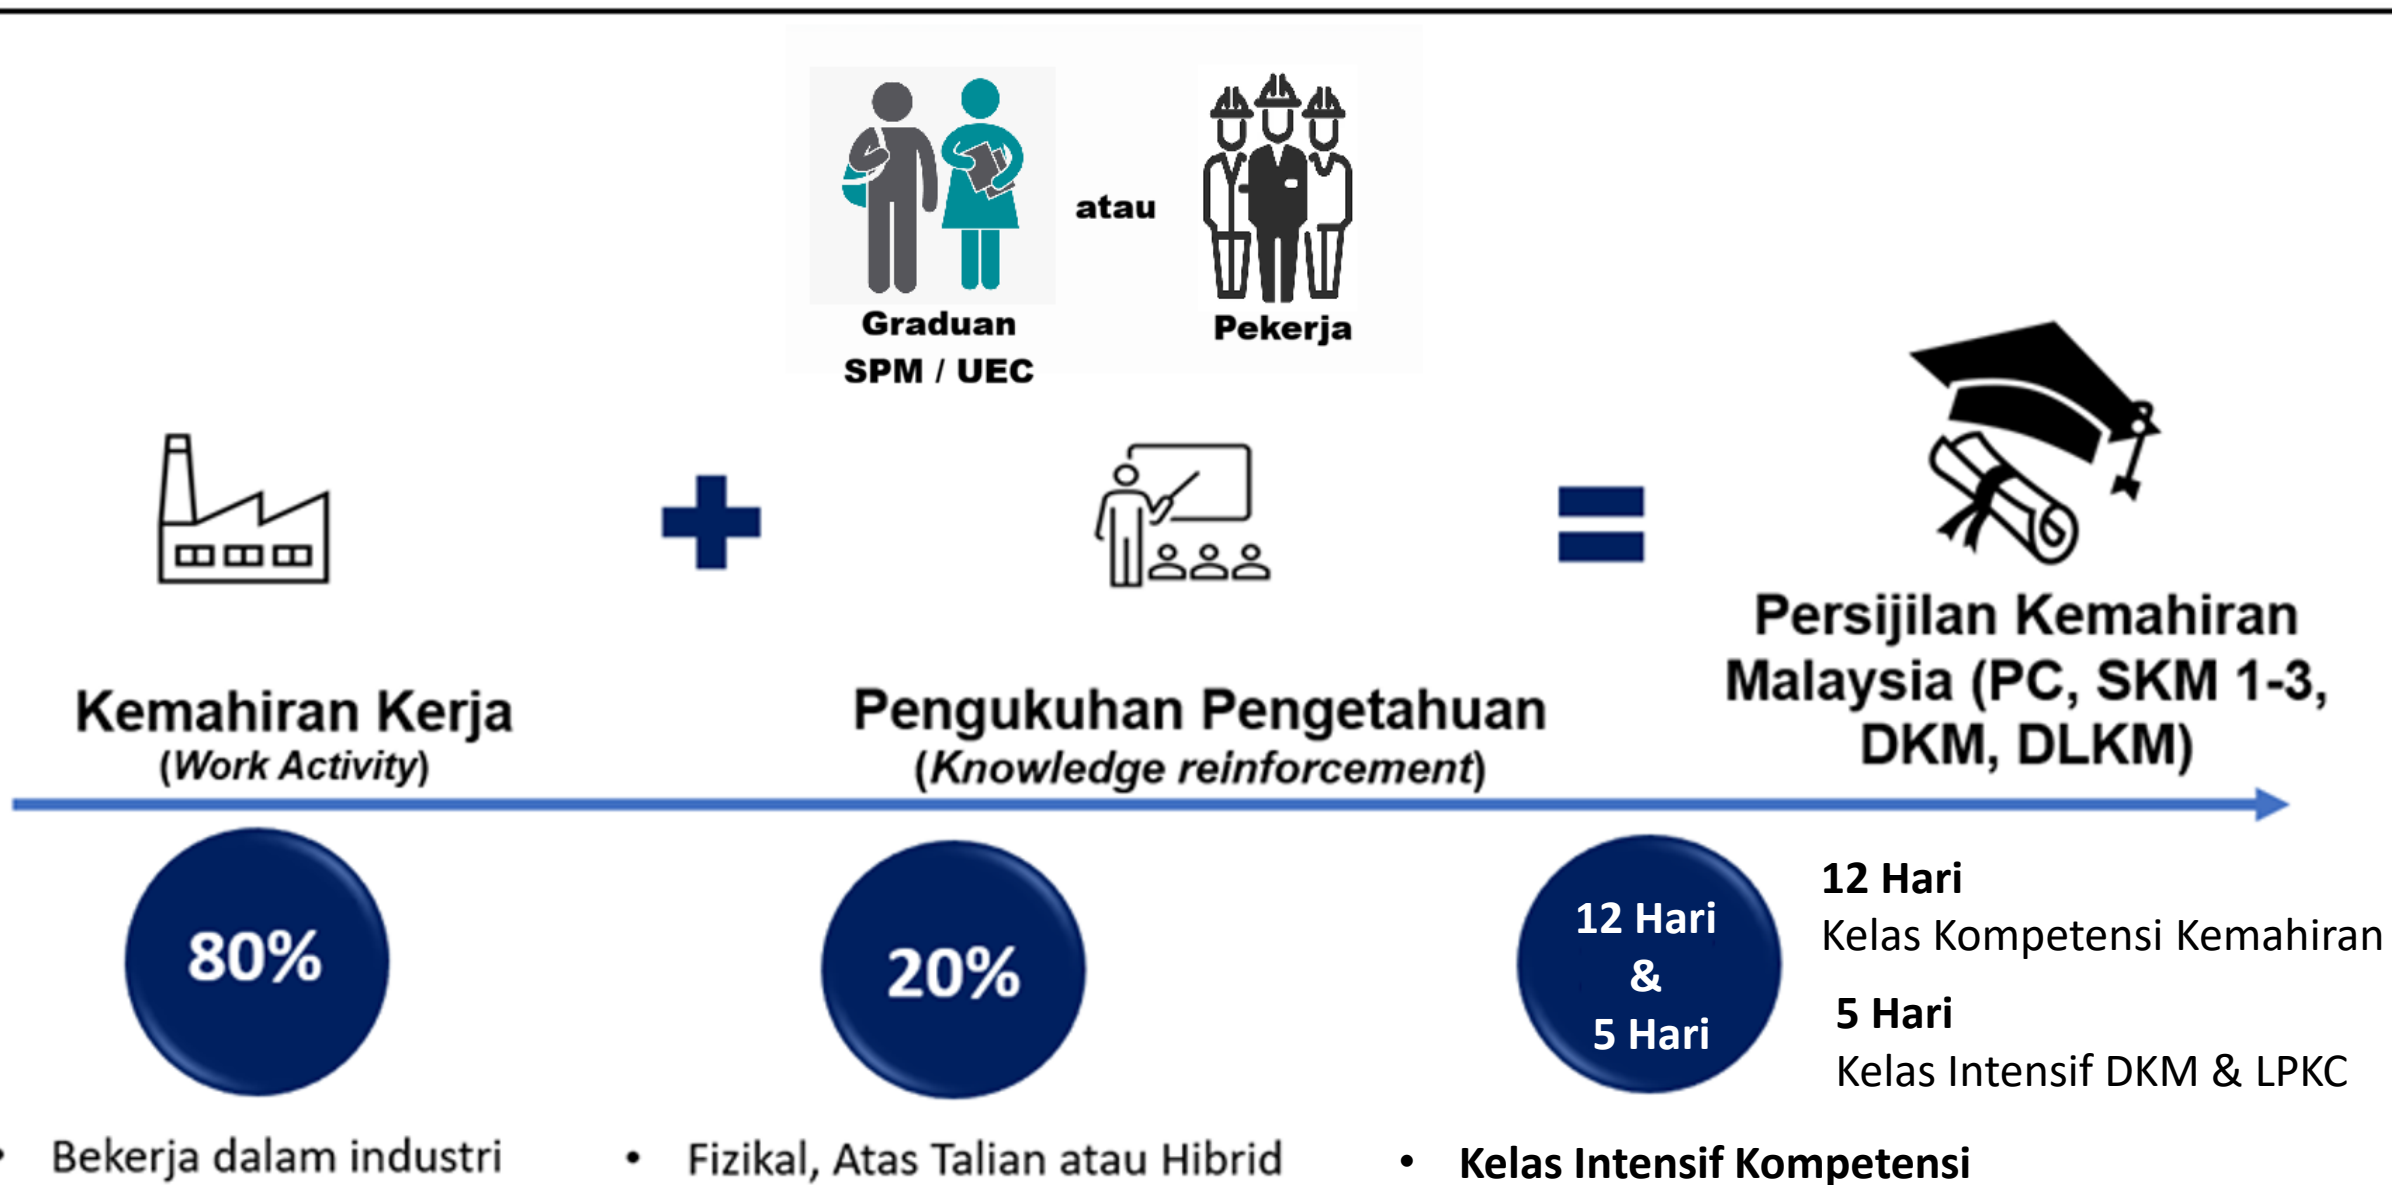 atau
Graduan
SPM / UEC
Pekerja
Kemahiran Kerja
(Work Activity)
Pengukuhan Pengetahuan
(Knowledge reinforcement)
Persijilan Kemahiran
Malaysia (PC, SKM 1-3,
DKM, DLKM)
80%
20%
12 Hari
&
5 Hari
12 Hari
Kelas Kompetensi Kemahiran
5 Hari
Kelas Intensif DKM & LPKC
• Bekerja dalam industri
• Fizikal, Atas Talian atau Hibrid
• Kelas Intensif Kompetensi